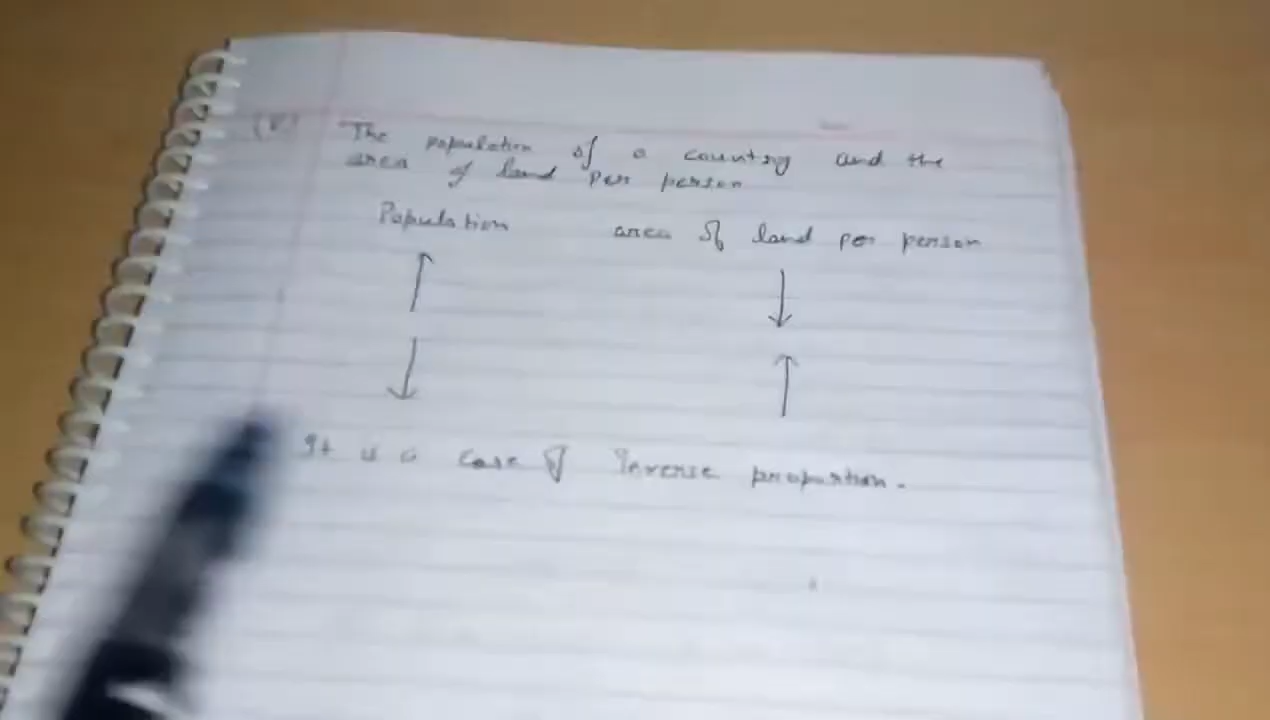 (v) The population of a country and the
area of land per person
Population area of land per person
It is a case of Inverse proportion.